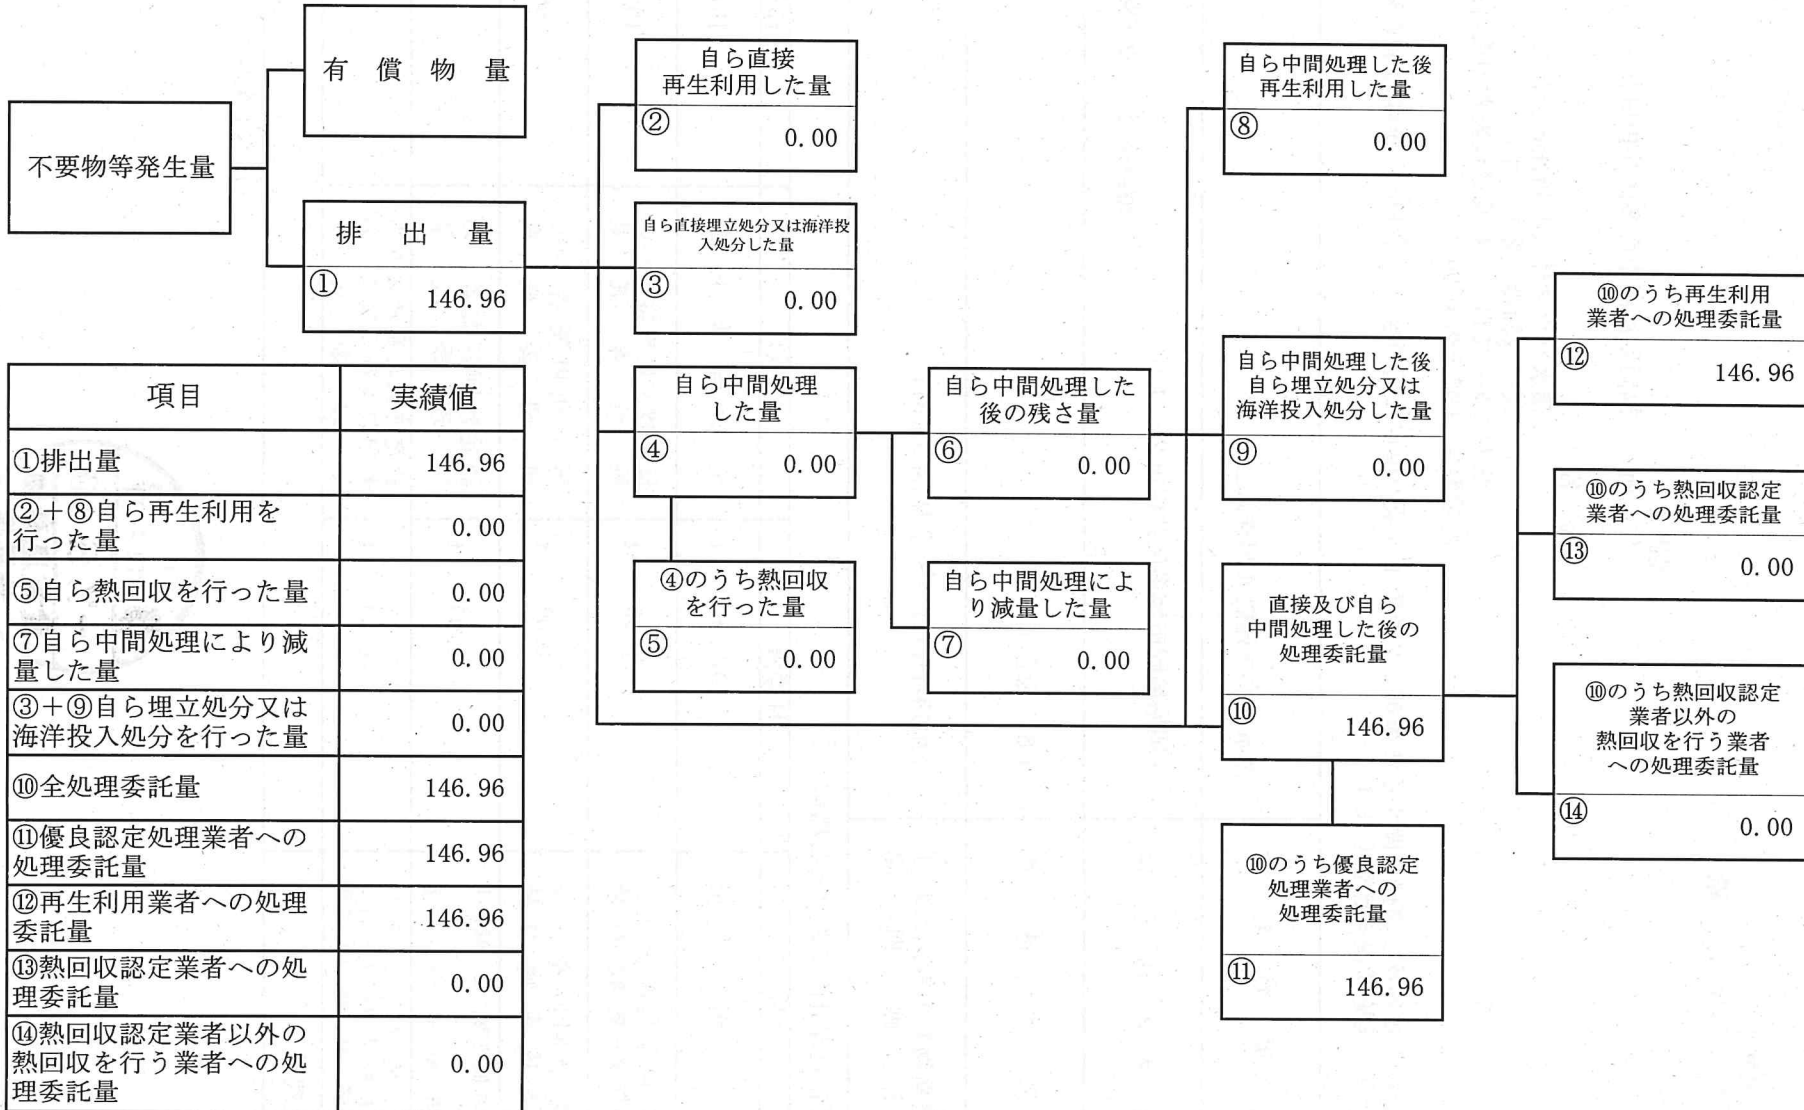 不要物等発生量
有償物量
排出量
①
146.96
自ら直接
再生利用した量
②
0.00
自ら直接埋立処分又は海洋投
入処分した量
③
0.00
自ら中間処理
した量
④
0.00
④のうち熱回収
を行った量
⑤
0.00
自ら中間処理した
後の残さ量
⑥
0.00
自ら中間処理によ
り減量した量
⑦
0.00
自ら中間処理した後
再生利用した量
⑧
0.00
自ら中間処理した後
自ら埋立処分又は
海洋投入処分した量
⑨
0.00
直接及び自ら
中間処理した後の
処理委託量
⑩
146.96
⑩のうち優良認定
処理業者への
処理委託量
⑪
146.96
⑩のうち再生利用
業者への処理委託量
⑫
146.96
⑩のうち熱回収認定
業者への処理委託量
⑬
0.00
⑩のうち熱回収認定
業者以外の
熱回収を行う業者
への処理委託量
⑭
0.00
項目 実績値
①排出量 146.96
②+⑧自ら再生利用を
行った量 0.00
⑤自ら熱回収を行った量 0.00
⑦自ら中間処理により減
量した量 0.00
③+⑨自ら埋立処分又は
海洋投入処分を行った量 0.00
⑩全処理委託量 146.96
⑪優良認定処理業者への
処理委託量 146.96
⑫再生利用業者への処理
委託量 146.96
⑬熱回収認定業者への処
理委託量 0.00
⑭熱回収認定業者以外の
熱回収を行う業者への処
理委託量 0.00